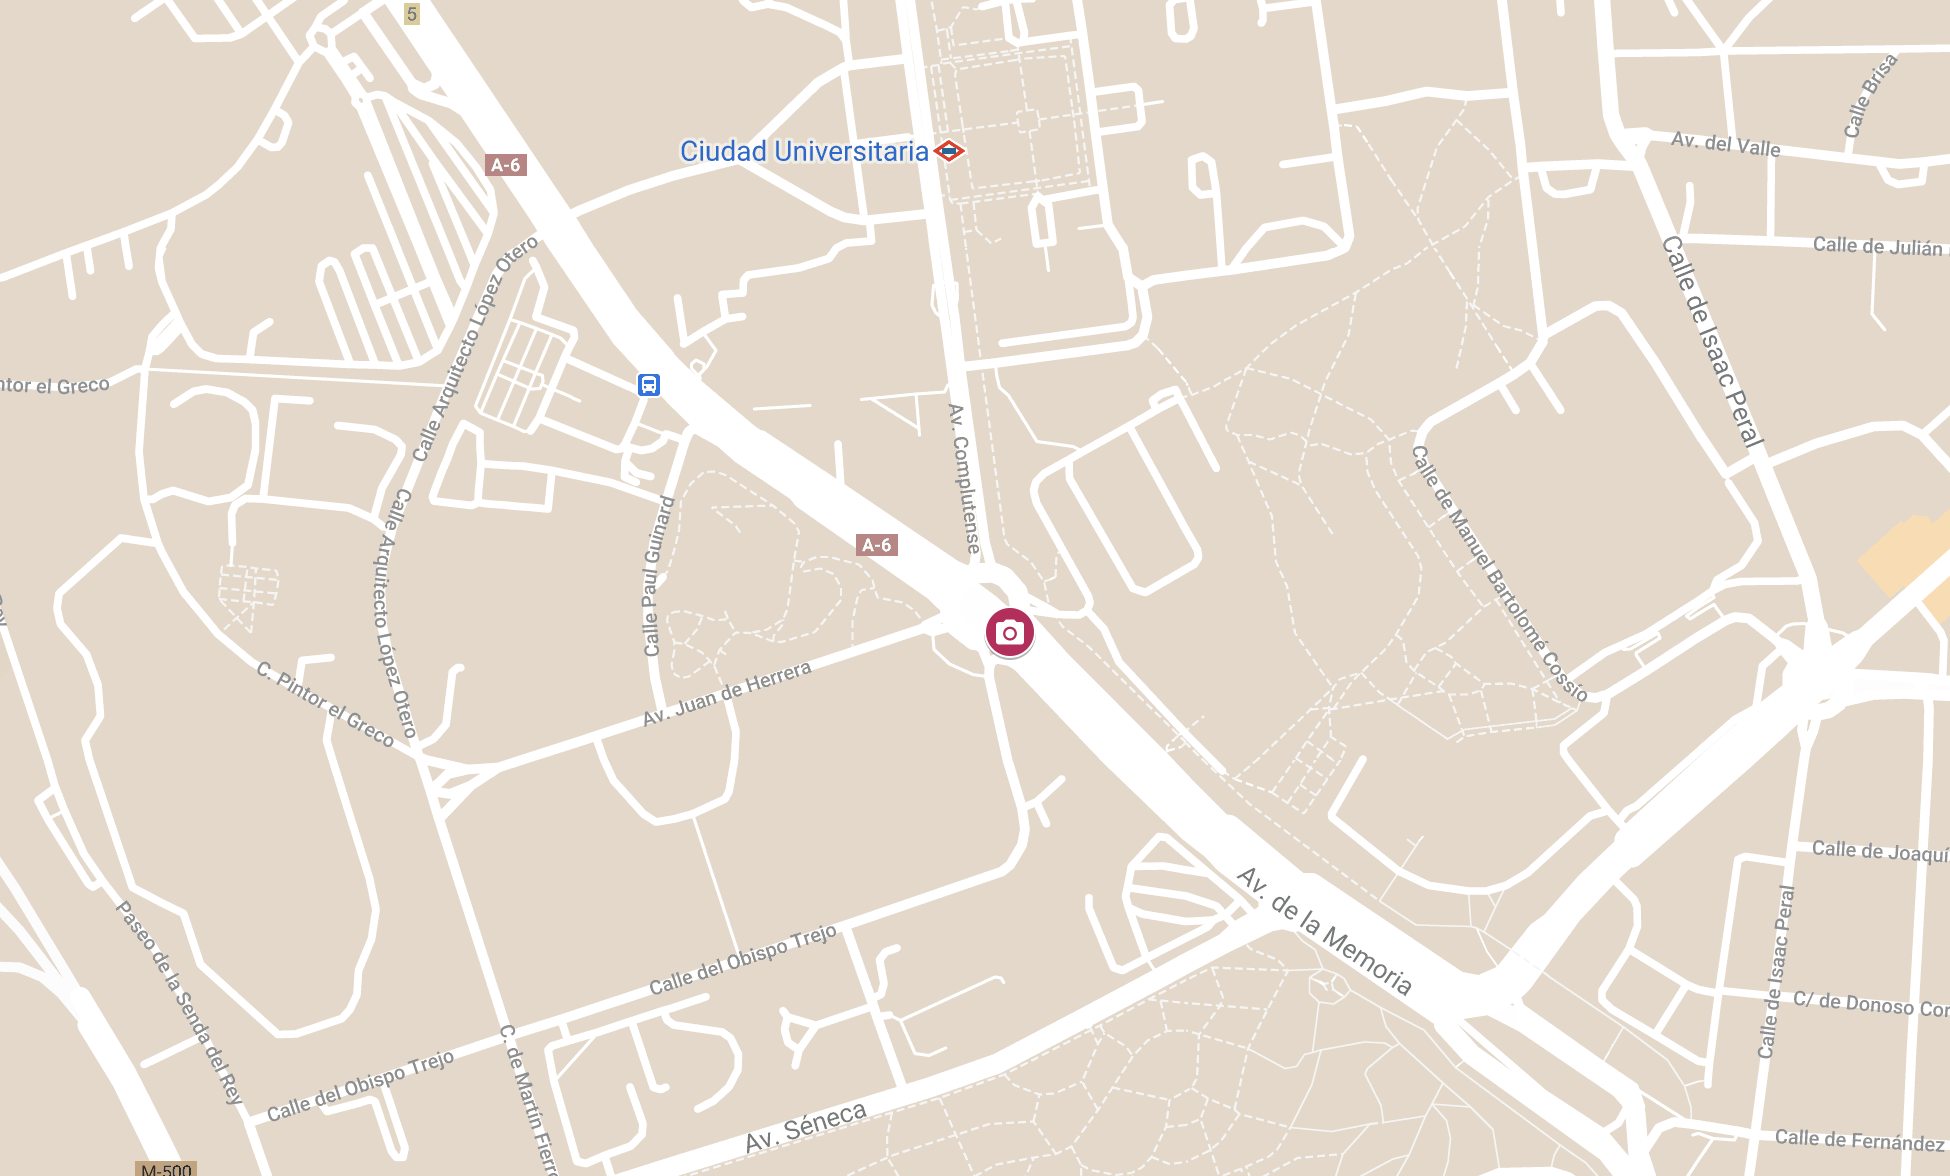 5
A-6
Ciudad Universitaria
Calle Brisa
Av. del Valle
Calle de Julián
Calle de Isaac Peral
Calle Arquitecto López Otero
ntor el Greco
Av. Complutense
Calle de Manuel Bartolomé Cossío
Calle Arquitecto López Otero
Calle Paul Guinard
A-6
C. Pintor el Greco
Av. Juan de Herrera
Calle de Joaquí
Av. de la Memoria
Calle de Isaac Peral
Paseo de la Senda del Rey
Calle del Obispo Trejo
C/ de Donoso Cor
Calle del Obispo Trejo
C. de Martín Fierro
Av. Séneca
Calle de Fernández
M-500